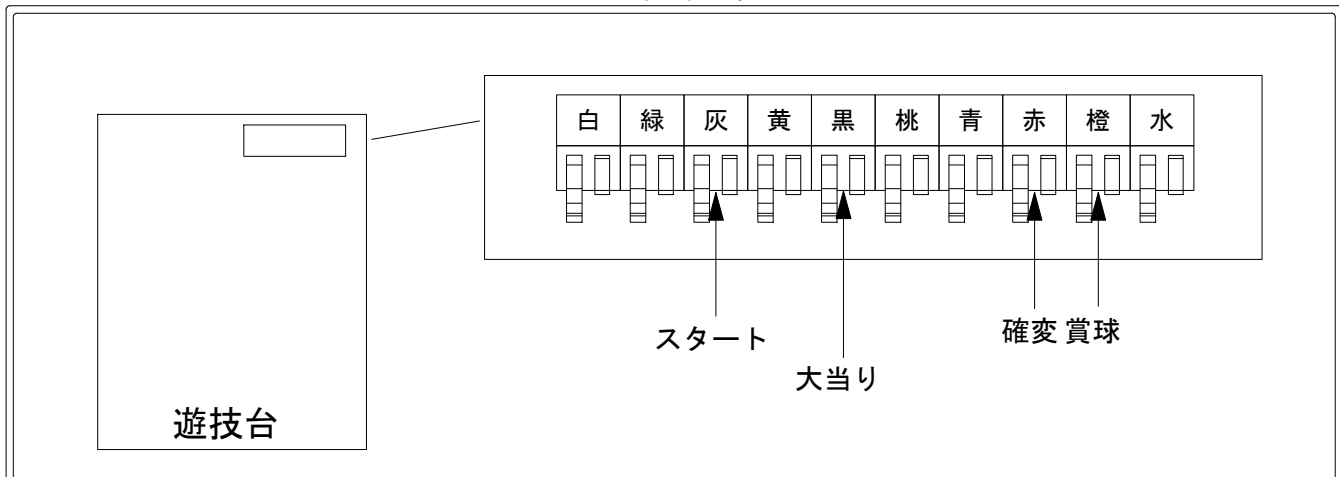 白 緑 灰 黄 黒 桃 青 赤 橙 水
スタート
大当り
確変 賞球
遊技台